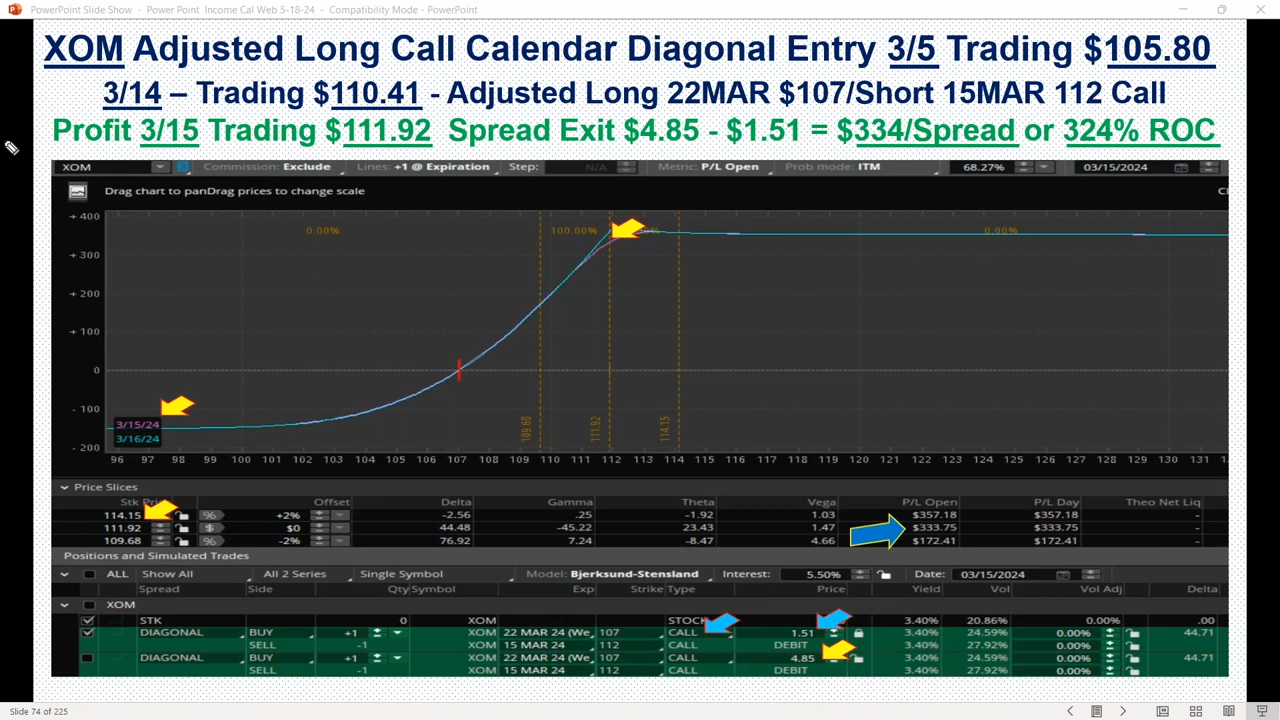 PowerPoint Slide Show - Power Point Income Cal Web 5-18-24 - Compatibility Mode - PowerPoint
XOM Adjusted Long Call Calendar Diagonal Entry 3/5 Trading $105.80
3/14 – Trading $110.41 - Adjusted Long 22MAR $107/Short 15MAR 112 Call
Profit 3/15 Trading $111.92 Spread Exit $4.85 - $1.51 = $334/Spread or 324% ROC
XOM Commission: Exclude Lines: +1 @ Expiration Step: N/A Metric: P/L Open Prob mode: ITM 68.27% 03/15/2024
Drag chart to panDrag prices to change scale
+ 400
0.00% 100.00% 0.00%
+ 300
+ 200
+ 100
0
- 100
3/15/24
3/16/24
109.68 111.92 114.15
- 200
96 97 98 99 100 101 102 103 104 105 106 107 108 109 110 111 112 113 114 115 116 117 118 119 120 121 122 123 124 125 126 127 128 129 130 131
Price Slices
Offset Delta Gamma Theta Vega P/L Open P/L Day Theo Net Liq
114.15 % +2% -2.56 .25 -1.92 1.03 $357.18 $357.18 -
111.92 $ $0 44.48 -45.22 23.43 1.47 $333.75 $333.75 -
109.68 % -2% 76.92 7.24 -8.47 4.66 $172.41 $172.41 -
Positions and Simulated Trades
ALL Show All All 2 Series Single Symbol Model: Bjerksund-Stensland Interest: 5.50% Date: 03/15/2024
Spread Side Qty Symbol Exp Strike Type Price Yield Vol Vol Adj Delta
XOM
STK 0 XOM 3.40% 20.86% 0.00% .00
DIAGONAL BUY +1 XOM 22 MAR 24 (We, 107 CALL 1.51 3.40% 24.59% 0.00% 44.71
SELL -1 XOM 15 MAR 24 112 CALL DEBIT 3.40% 27.92% 0.00%
DIAGONAL BUY +1 XOM 22 MAR 24 (We, 107 CALL 4.85 3.40% 24.59% 0.00% 44.71
SELL -1 XOM 15 MAR 24 112 CALL DEBIT 3.40% 27.92% 0.00%
Slide 74 of 225